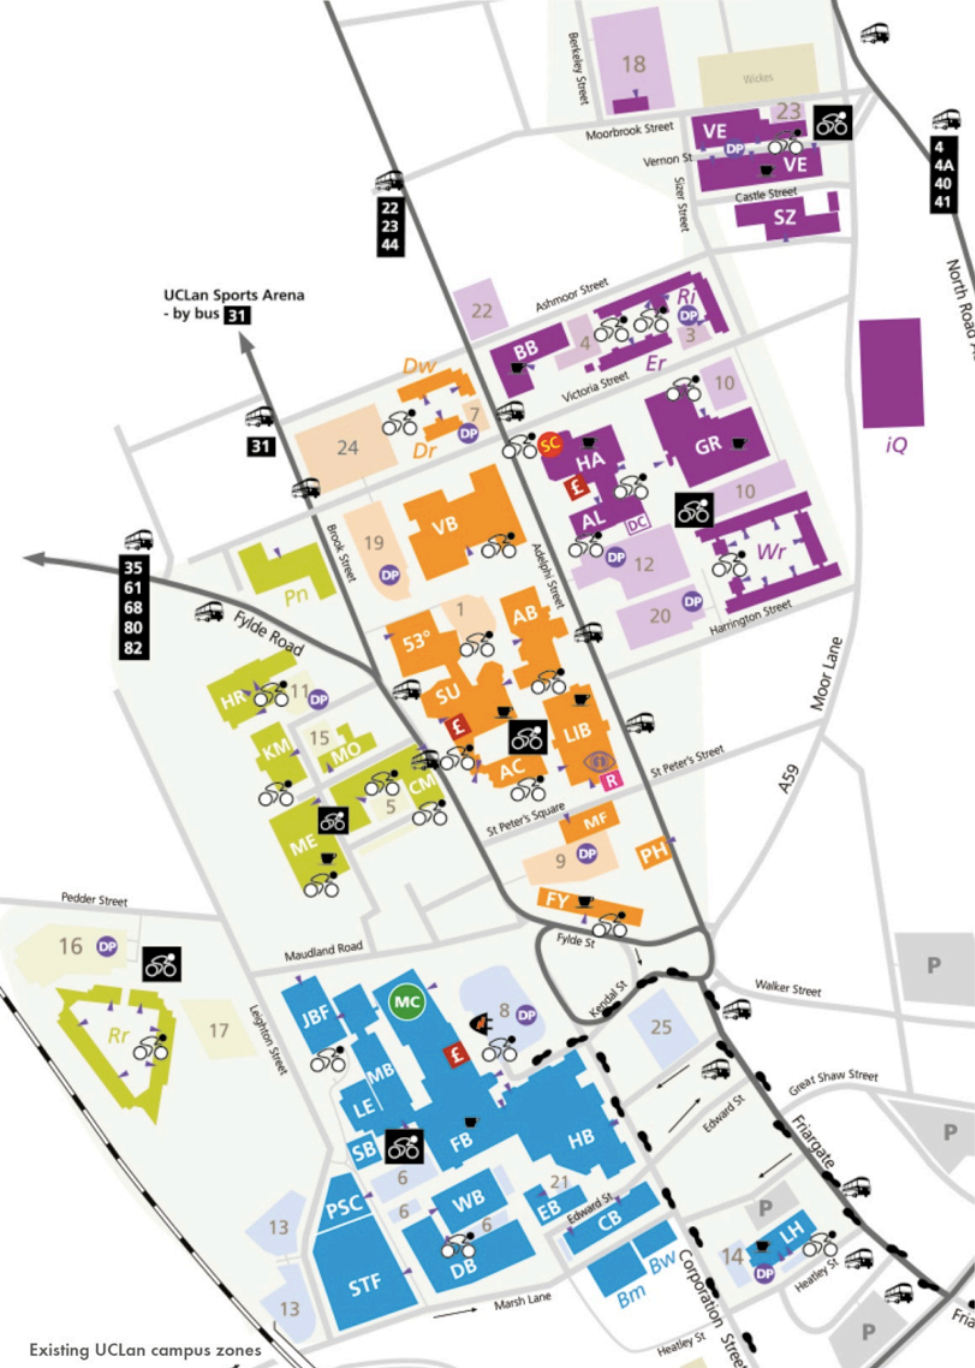 Berkeley Street
18
Wickes
23
Moorbrook Street
VE
DP
Vernon St
VE
4
4A
40
41
Castle Street
Sizer Street
SZ
22
23
44
North Road A
UCLan Sports Arena
- by bus 31
22
Ashmoor Street
Ri
DP
4
3
BB
Er
iQ
Dw
Victoria Street
10
7
DP
Dr
24
31
SC
HA
GR
£
10
AL
DC
VB
19
DP
Brook Street
Adelphi Street
DP
12
Wr
35
61
68
80
82
Pn
20
DP
Harrington Street
Fylde Road
1
AB
53°
HR
11
DP
SU
£
LIB
Moor Lane
KM
15
MO
AC
R
St Peter's Street
A59
CM
5
St Peter's Square
MF
ME
9
DP
PH
FY
Pedder Street
16
DP
Maudland Road
Fylde St
P
Kendal St
Walker Street
JBF
MC
8
DP
25
Rr
17
Leighton Street
£
MB
LE
Great Shaw Street
Edward St
Friargate
P
SB
FB
HB
6
21
PSC
6
WB
6
EB
Edward St
CB
P
LH
13
DB
Bw
14
DP
Heatley St
STF
Bm
Corporation Street
13
Marsh Lane
P
Fria
Heatley St
Existing UCLan campus zones